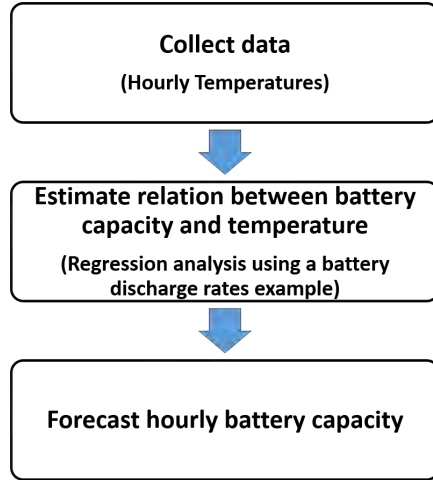 Collect data
(Hourly Temperatures)
Estimate relation between battery
capacity and temperature
(Regression analysis using a battery
discharge rates example)
Forecast hourly battery capacity